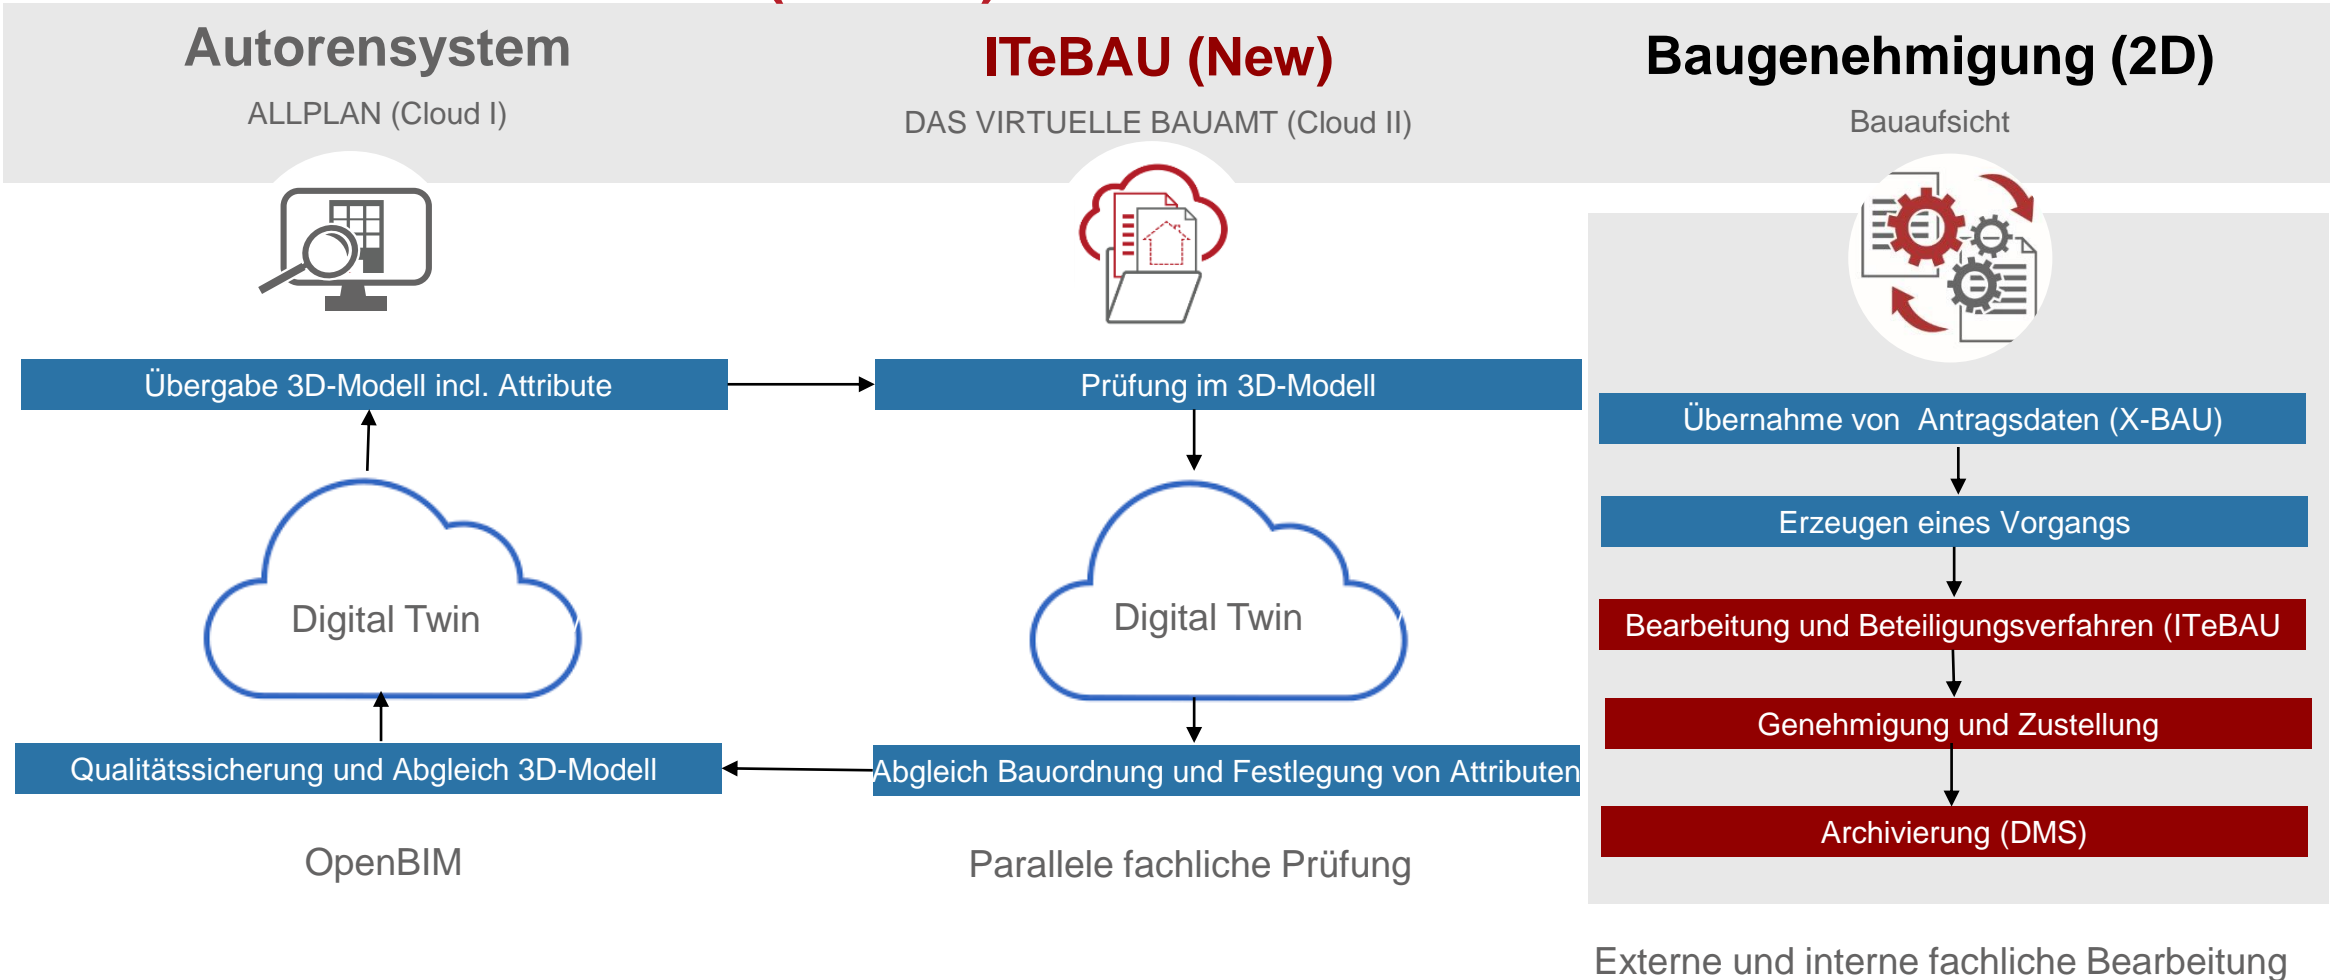 Autorensystem
ALLPLAN (Cloud I)
ITeBAU (New)
DAS VIRTUELLE BAUAMT (Cloud II)
Baugenehmigung (2D)
Bauaufsicht
Übergabe 3D-Modell incl. Attribute
Prüfung im 3D-Modell
Digital Twin
Digital Twin
Qualitätssicherung und Abgleich 3D-Modell
Abgleich Bauordnung und Festlegung von Attributen
OpenBIM
Parallele fachliche Prüfung
Übernahme von  Antragsdaten (X-BAU)
Erzeugen eines Vorgangs
Bearbeitung und Beteiligungsverfahren (ITeBAU
Genehmigung und Zustellung
Archivierung (DMS)
Externe und interne fachliche Bearbeitung